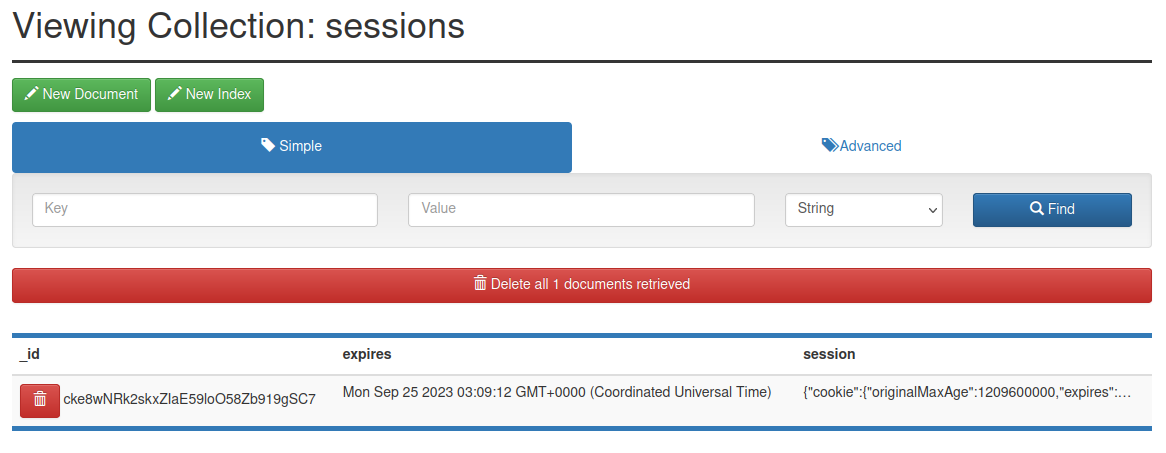 Viewing Collection: sessions
New Document New Index
Simple Advanced
Key Value String Find
Delete all 1 documents retrieved
_id expires session
cke8wNRk2skxZlaE59loO58Zb919gSC7 Mon Sep 25 2023 03:09:12 GMT+0000 (Coordinated Universal Time) {"cookie":{"originalMaxAge":1209600000,"expires":...